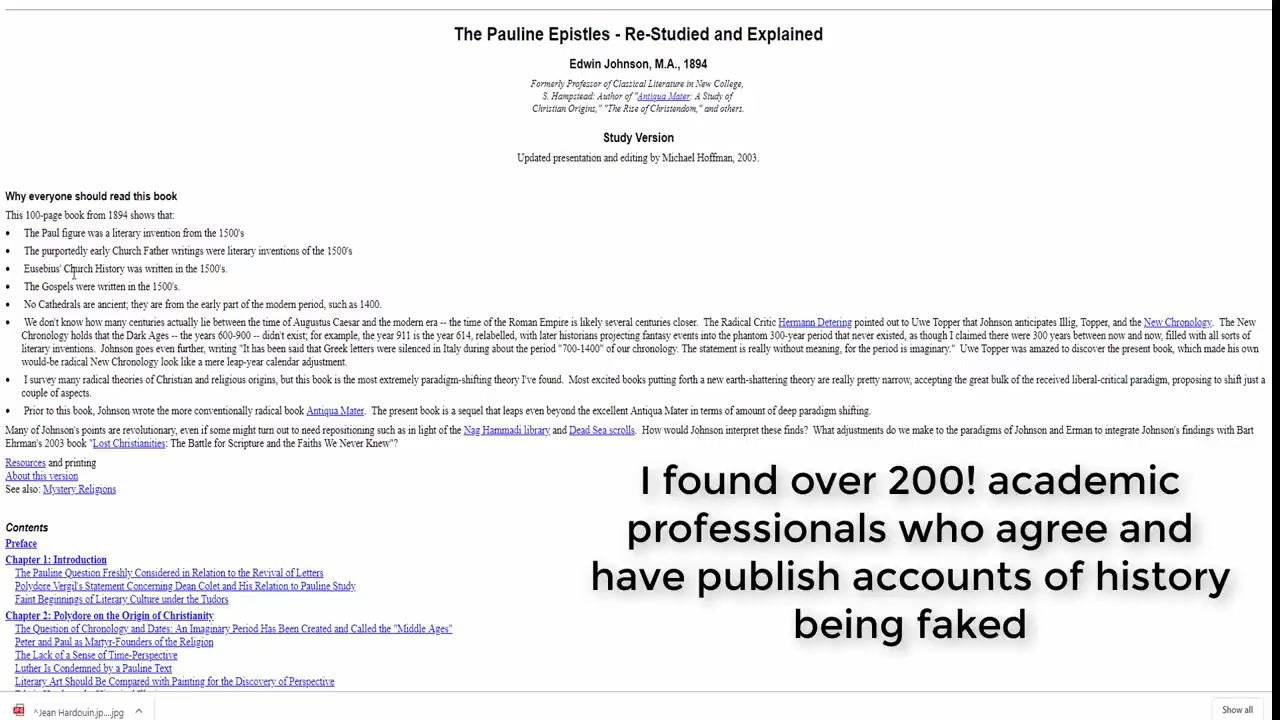 The Pauline Epistles - Re-Studied and Explained
Edwin Johnson, M.A., 1894
Formerly Professor of Classical Literature in New College,
S. Hampstead: Author of "Antiqua Mater: A Study of
Christian Origins," "The Rise of Christendom," and others.
Study Version
Updated presentation and editing by Michael Hoffman, 2003.
Why everyone should read this book
This 100-page book from 1894 shows that:
• The Paul figure was a literary invention from the 1500's
• The purportedly early Church Father writings were literary inventions of the 1500's
• Eusebius' Church History was written in the 1500's.
• The Gospels were written in the 1500's.
• No Cathedrals are ancient; they are from the early part of the modern period, such as 1400.
• We don't know how many centuries actually lie between the time of Augustus Caesar and the modern era -- the time of the Roman Empire is likely several centuries closer. The Radical Critic Hermann Detering pointed out to Uwe Topper that Johnson anticipates Illig, Topper, and the New Chronology. The New
Chronology holds that the Dark Ages -- the years 600-900 -- didn't exist; for example, the year 911 is the year 614, relabelled, with later historians projecting fantasy events into the phantom 300-year period that never existed, as though I claimed there were 300 years between now and now, filled with all sorts of
literary inventions. Johnson goes even further, writing "It has been said that Greek letters were silenced in Italy during about the period "700-1400" of our chronology. The statement is really without meaning, for the period is imaginary." Uwe Topper was amazed to discover the present book, which made his own
would-be radical New Chronology look like a mere leap-year calendar adjustment.
• I survey many radical theories of Christian and religious origins, but this book is the most extremely paradigm-shifting theory I've found. Most excited books putting forth a new earth-shattering theory are really pretty narrow, accepting the great bulk of the received liberal-critical paradigm, proposing to shift just a
couple of aspects.
• Prior to this book, Johnson wrote the more conventionally radical book Antiqua Mater. The present book is a sequel that leaps even beyond the excellent Antiqua Mater in terms of amount of deep paradigm shifting.
Many of Johnson's points are revolutionary, even if some might turn out to need repositioning such as in light of the Nag Hammadi library and Dead Sea scrolls. How would Johnson interpret these finds? What adjustments do we make to the paradigms of Johnson and Erman to integrate Johnson's findings with Bart
Ehrman's 2003 book "Lost Christianities: The Battle for Scripture and the Faiths We Never Knew"?
Resources and printing
About this version
See also: Mystery Religions
I found over 200! academic
professionals who agree and
have publish accounts of history
being faked
Contents
Preface
Chapter 1: Introduction
The Pauline Question Freshly Considered in Relation to the Revival of Letters
Polydore Vergil's Statement Concerning Dean Colet and His Relation to Pauline Study
Faint Beginnings of Literary Culture under the Tudors
Chapter 2: Polydore on the Origin of Christianity
The Question of Chronology and Dates: An Imaginary Period Has Been Created and Called the "Middle Ages"
Peter and Paul as Martyr-Founders of the Religion
The Lack of a Sense of Time-Perspective
Luther Is Condemned by a Pauline Text
Literary Art Should Be Compared with Painting for the Discovery of Perspective
^Jean Hardouin.jp....jpg
Show all